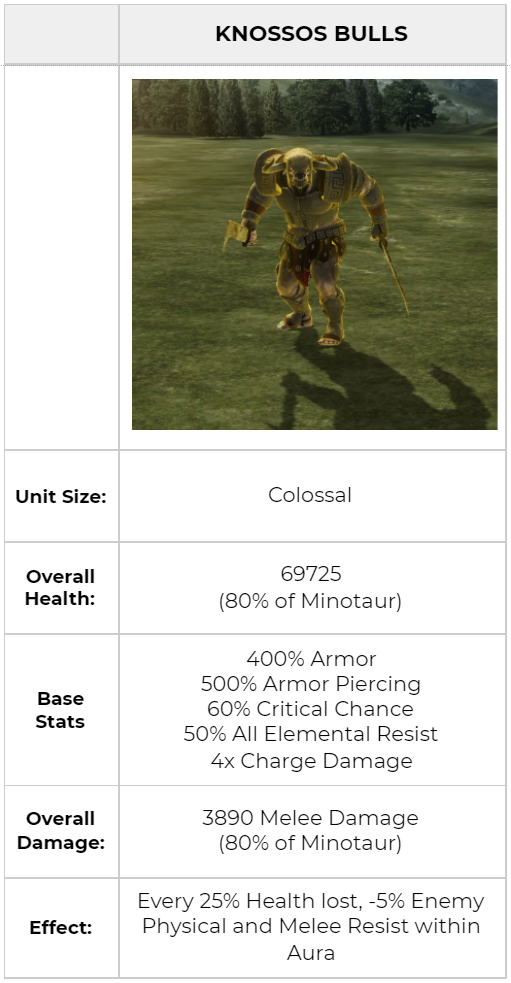 KNOSSOS BULLS
Unit Size:
Colossal
Overall
Health:
69725
(80% of Minotaur)
Base
Stats
400% Armor
500% Armor Piercing
60% Critical Chance
50% All Elemental Resist
4x Charge Damage
Overall
Damage:
3890 Melee Damage
(80% of Minotaur)
Effect:
Every 25% Health lost, -5% Enemy
Physical and Melee Resist within
Aura